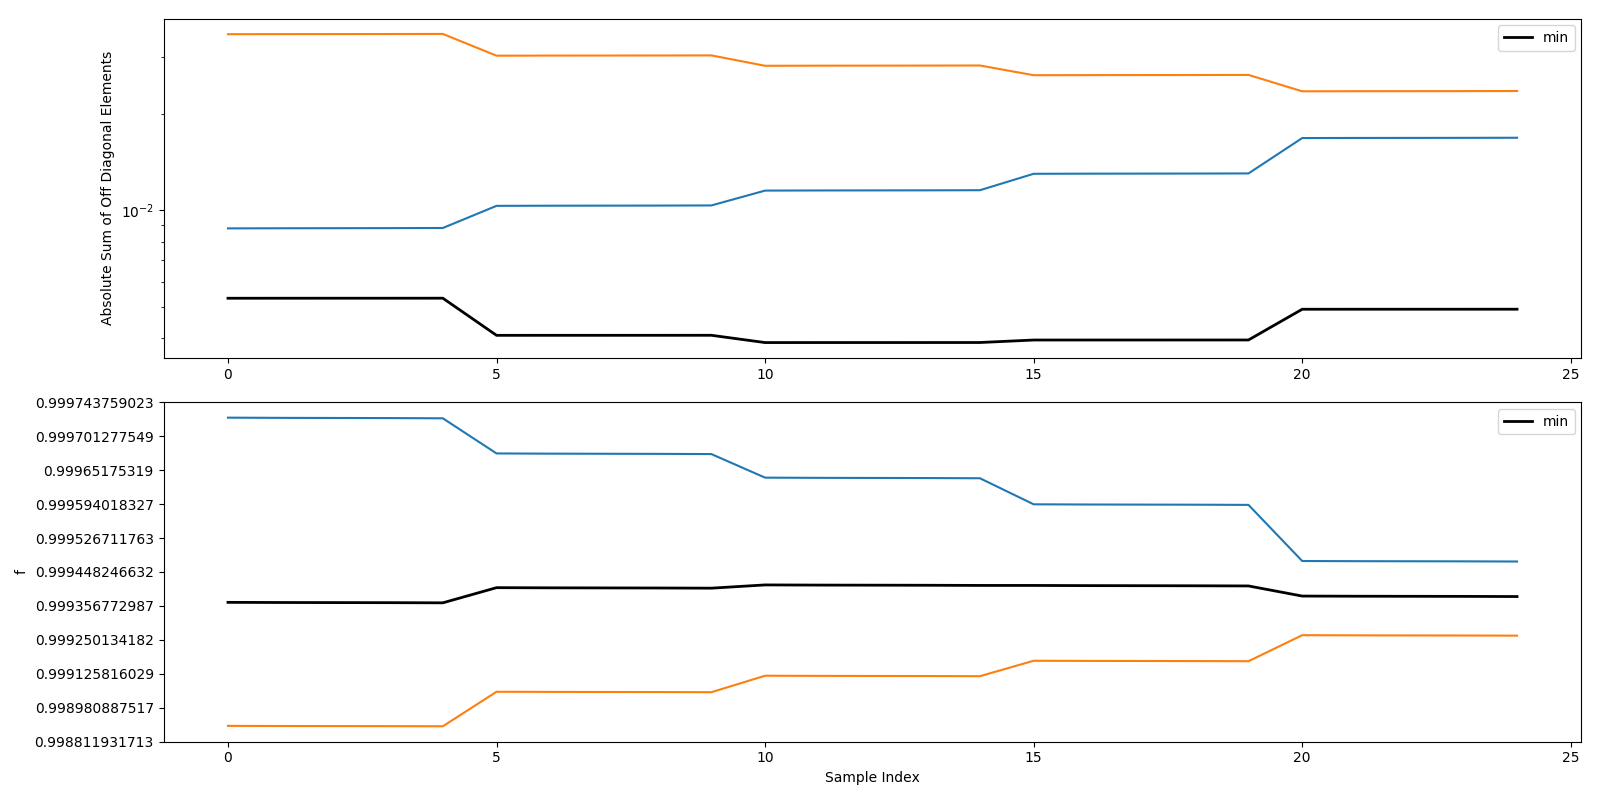 min
Absolute Sum of Off Diagonal Elements
10⁻²
0 5 10 15 20 25
min
0.999743759023
0.999701277549
0.99965175319
0.999594018327
0.999526711763
0.999448246632
0.999356772987
0.999250134182
0.999125816029
0.998980887517
0.998811931713
f
0 5 10 15 20 25
Sample Index